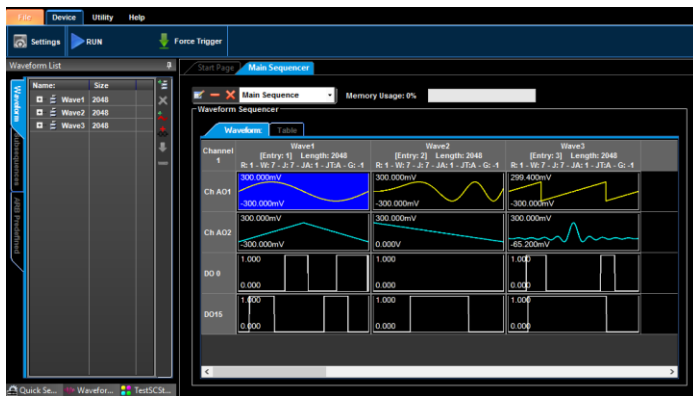 File Device Utility Help
Settings RUN Force Trigger
Waveform List
Start Page Main Sequencer
Name: Size
Wave1 2048
Wave2 2048
Wave3 2048
Waveform
Subsequences
ARB Predefined
Main Sequence Memory Usage: 0%
Waveform Sequencer
Waveform Table
Channel 1
Wave1 Wave2 Wave3
[Entry: 1] Length: 2048 [Entry: 2] Length: 2048 [Entry: 3] Length: 2048
R: 1 - W: 7 - J: 7 - JA: 1 - JT:A - G: -1 R: 1 - W: 7 - J: 7 - JA: 1 - JT:A - G: -1 R: 1 - W: 7 - J: 7 - JA: 1 - JT:A - G: -1
300.000mV 300.000mV 299.400mV
Ch AO1
-300.000mV -300.000mV -300.000mV
300.000mV 300.000mV 300.000mV
Ch AO2
-300.000mV 0.000V -65.200mV
1.000 1.000 1.000
DO 0
0.000 0.000 0.000
1.000 1.000 1.000
DO15
0.000 0.000 0.000
Quick Se... Wavefor... TestSCSt...